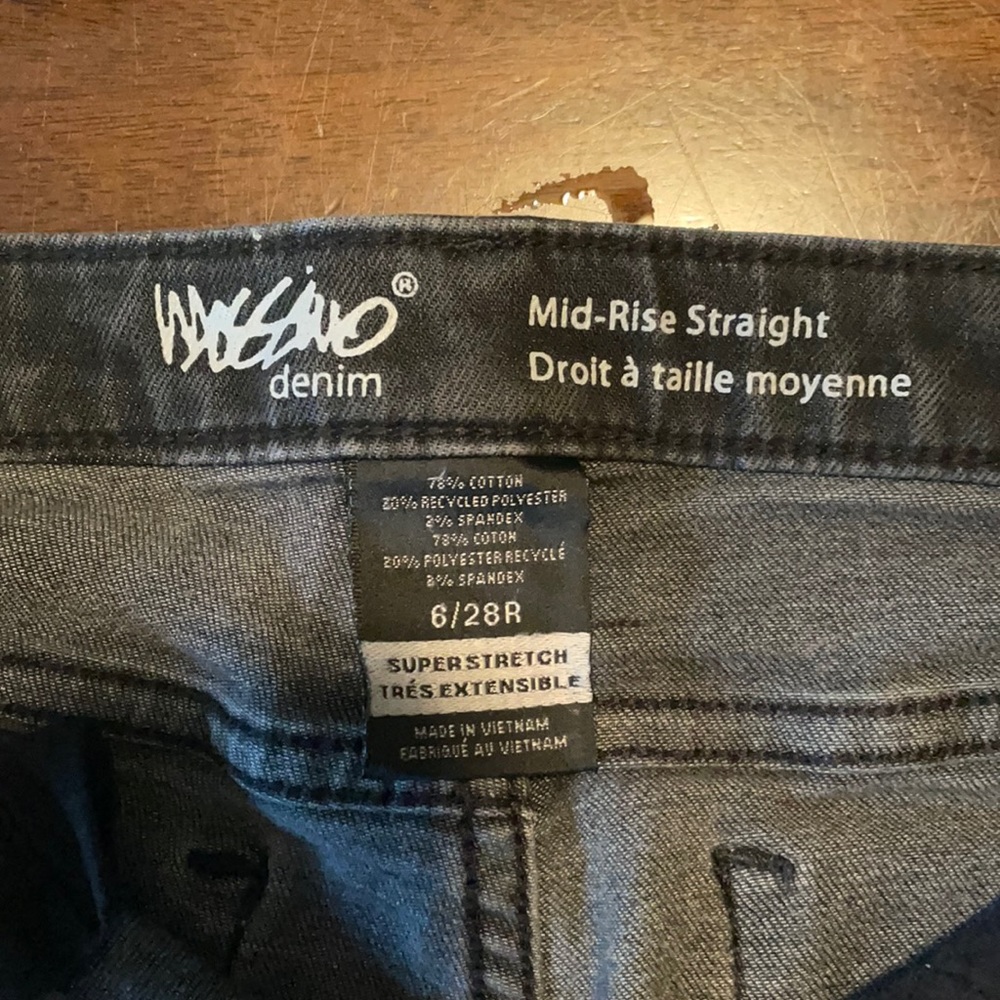 MOSSIMO®
denim
Mid-Rise Straight
Droit à taille moyenne
78% COTTON
20% RECYCLED POLYESTER
2% SPANDEX
78% COTON
20% POLYESTER RECYCLÉ
2% SPANDEX
6/28R
SUPER STRETCH
TRÉS EXTENSIBLE
MADE IN VIETNAM
FABRIQUÉ AU VIETNAM